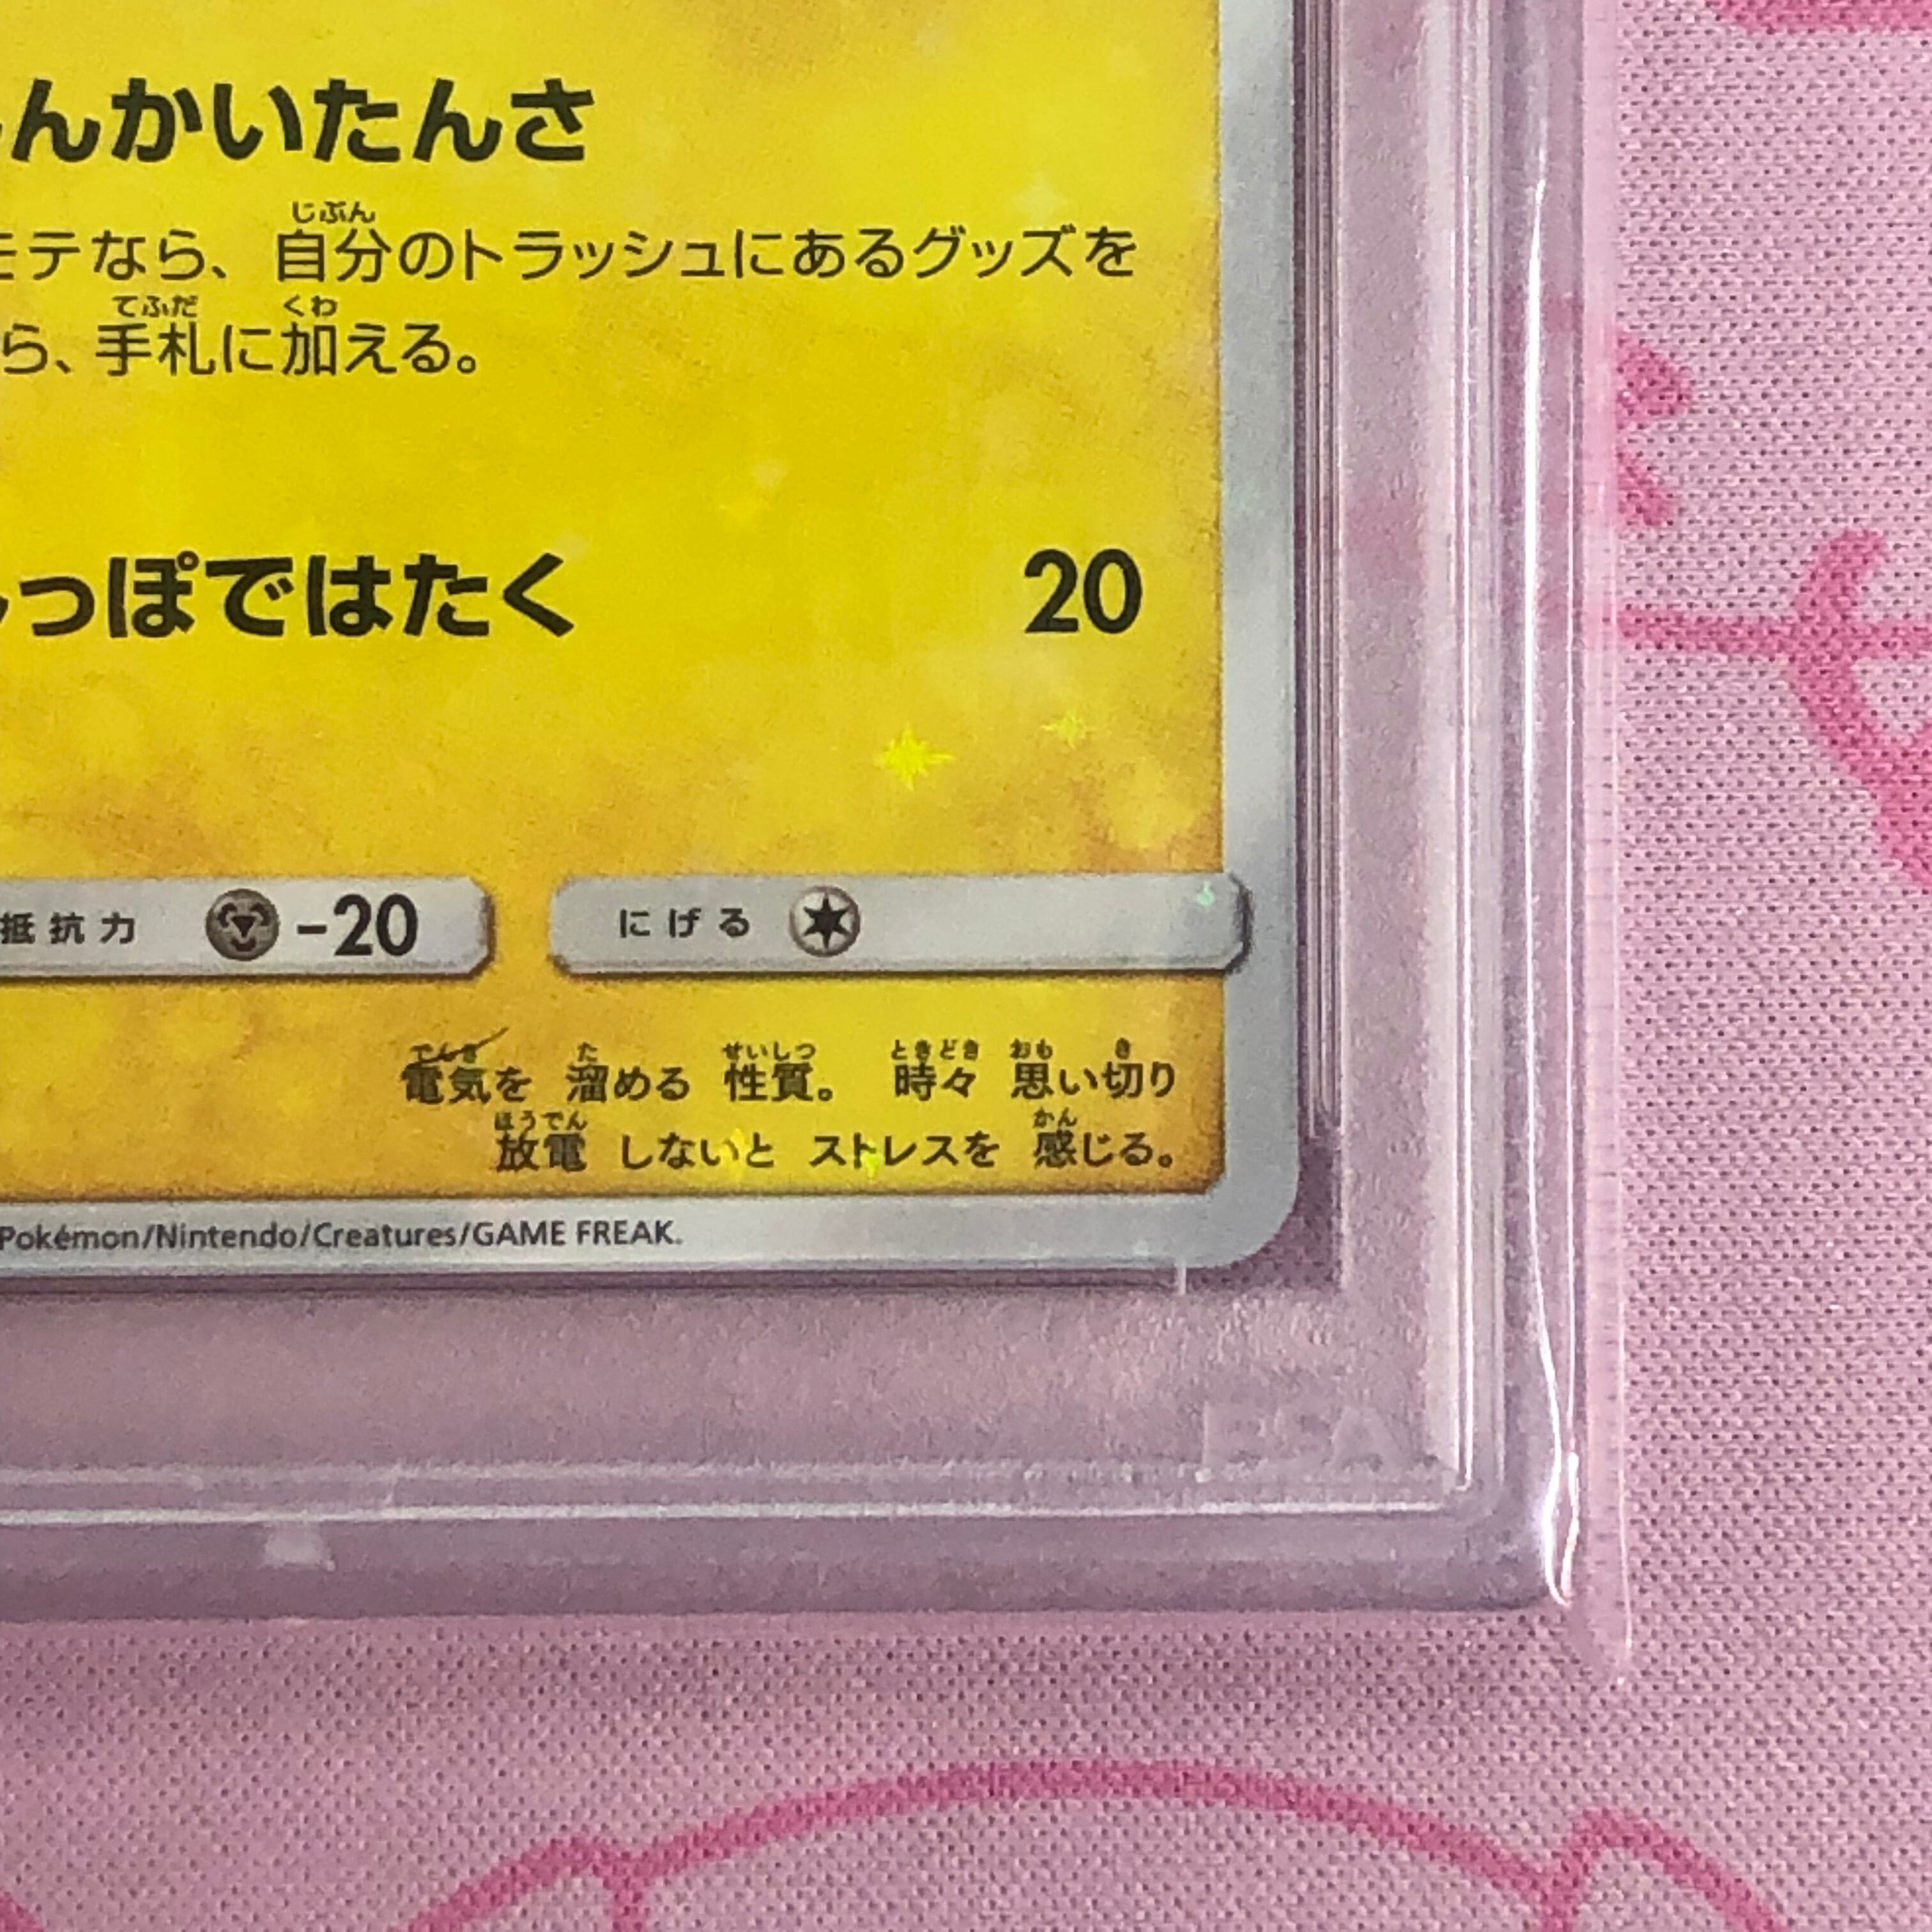 んかいたんさ
モテなら、自分のトラッシュにあるグッズを
じぶん
ら、手札に加える。
てふだ くわ
っぽではたく 20
抵抗力 -20 にげる
電気を 溜める 性質。 時々 思い切り
でんき た せいしつ ときどき おも き
放電 しないと ストレスを 感じる。
ほうでん かん
Pokémon/Nintendo/Creatures/GAME FREAK.
PSA